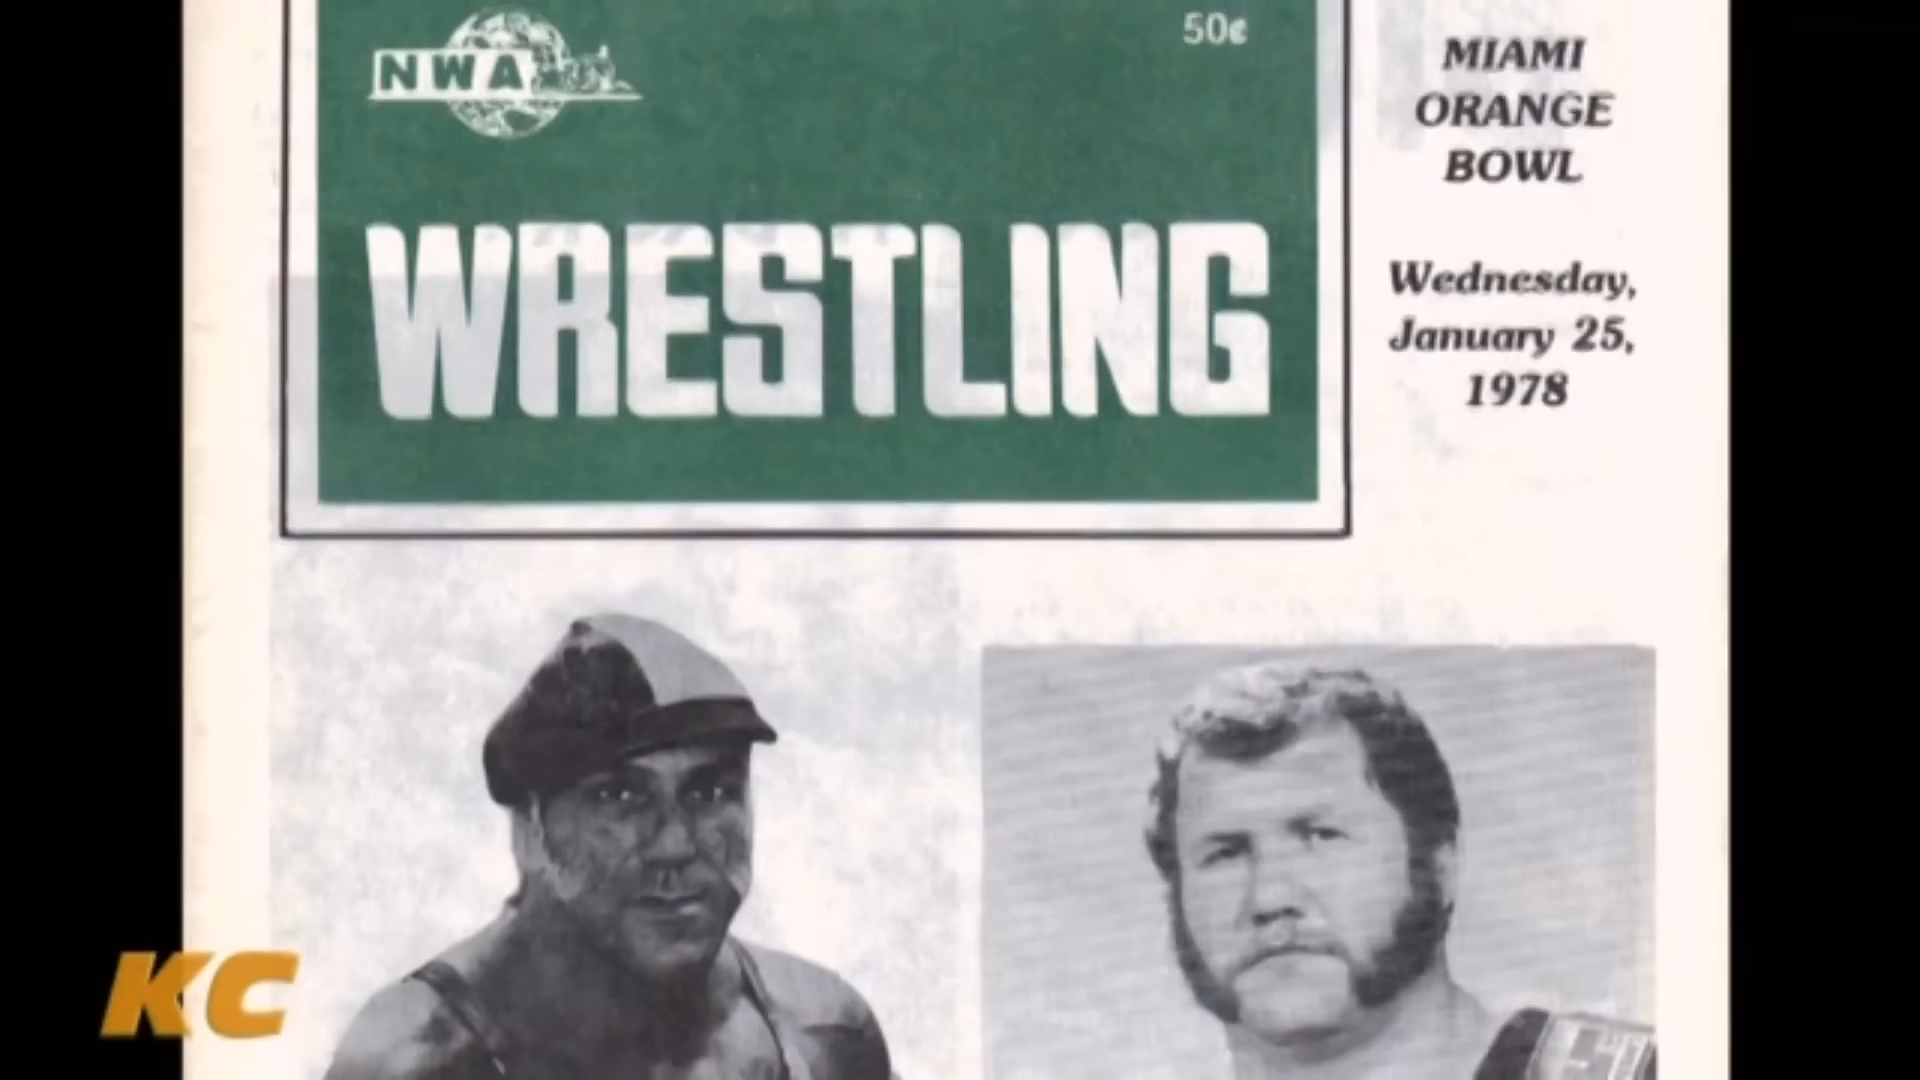 NWA
50¢
WRESTLING
MIAMI
ORANGE
BOWL
Wednesday,
January 25,
1978
KC